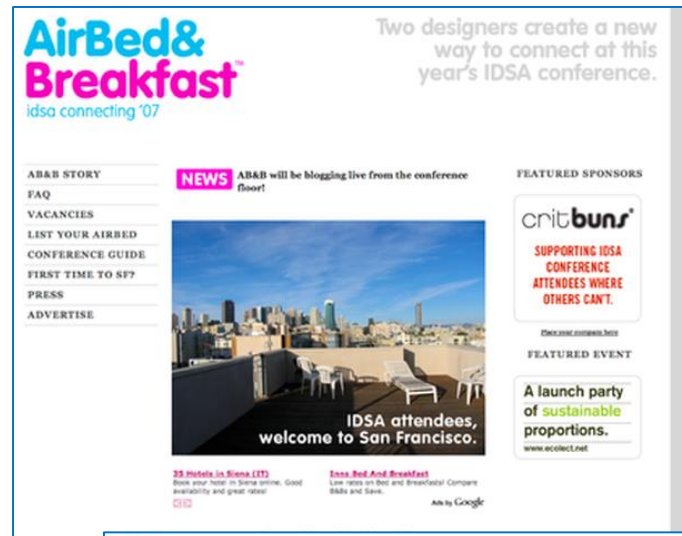 AirBed&
Breakfast™
idsa connecting '07
Two designers create a new
way to connect at this
year's IDSA conference.
AB&B STORY
FAQ
VACANCIES
LIST YOUR AIRBED
CONFERENCE GUIDE
FIRST TIME TO SF?
PRESS
ADVERTISE
NEWS
AB&B will be blogging live from the conference
floor!
IDSA attendees,
welcome to San Francisco.
35 Hotels in Siena (IT)
Book your hotel in Siena online. Good
availability and great rates!
Inns Bed And Breakfast
Low rates on Bed and Breakfasts! Compare
B&Bs and Save.
Ads by Google
FEATURED SPONSORS
critbuns
SUPPORTING IDSA
CONFERENCE
ATTENDEES WHERE
OTHERS CAN'T.
Place your company here
FEATURED EVENT
A launch party
of sustainable
proportions.
www.ecolect.net